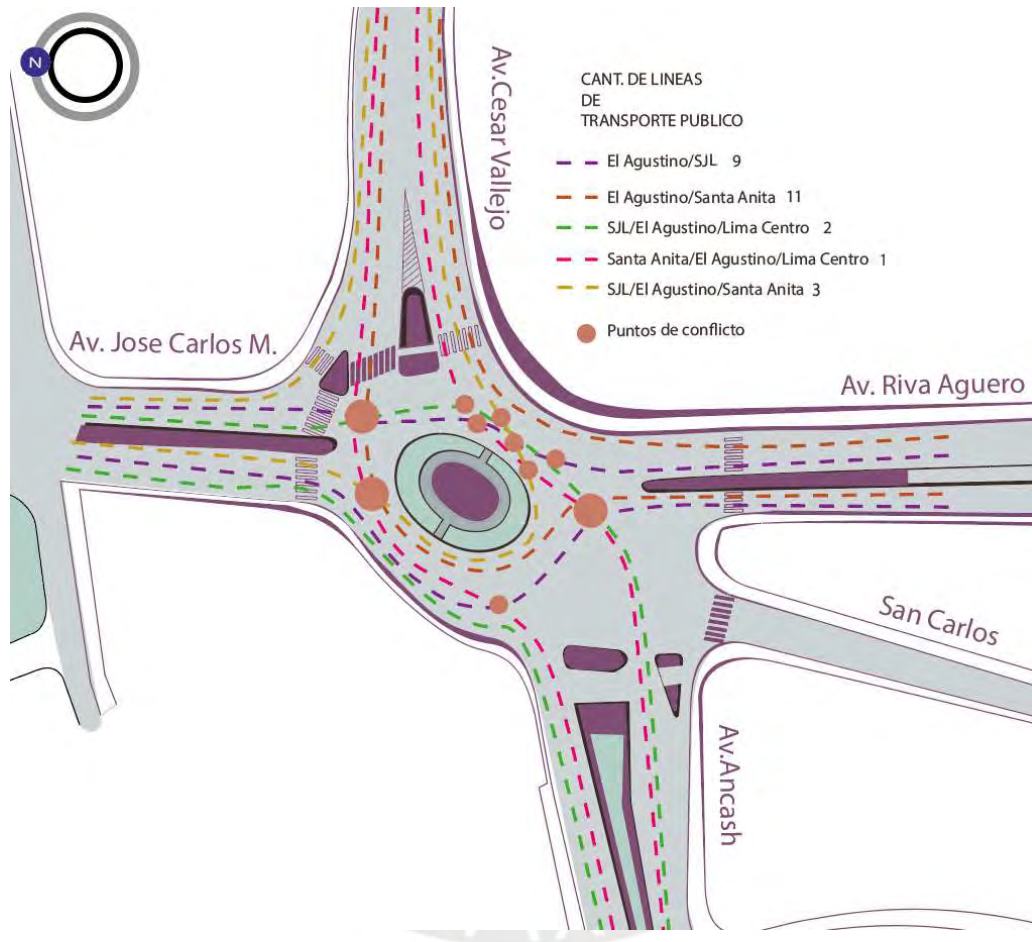 N
CANT. DE LINEAS
DE
TRANSPORTE PUBLICO
El Agustino/SJL 9
El Agustino/Santa Anita 11
SJL/El Agustino/Lima Centro 2
Santa Anita/El Agustino/Lima Centro 1
SJL/El Agustino/Santa Anita 3
Puntos de conflicto
Av.Cesar Vallejo
Av. Jose Carlos M.
Av. Riva Aguero
San Carlos
Av.Ancash